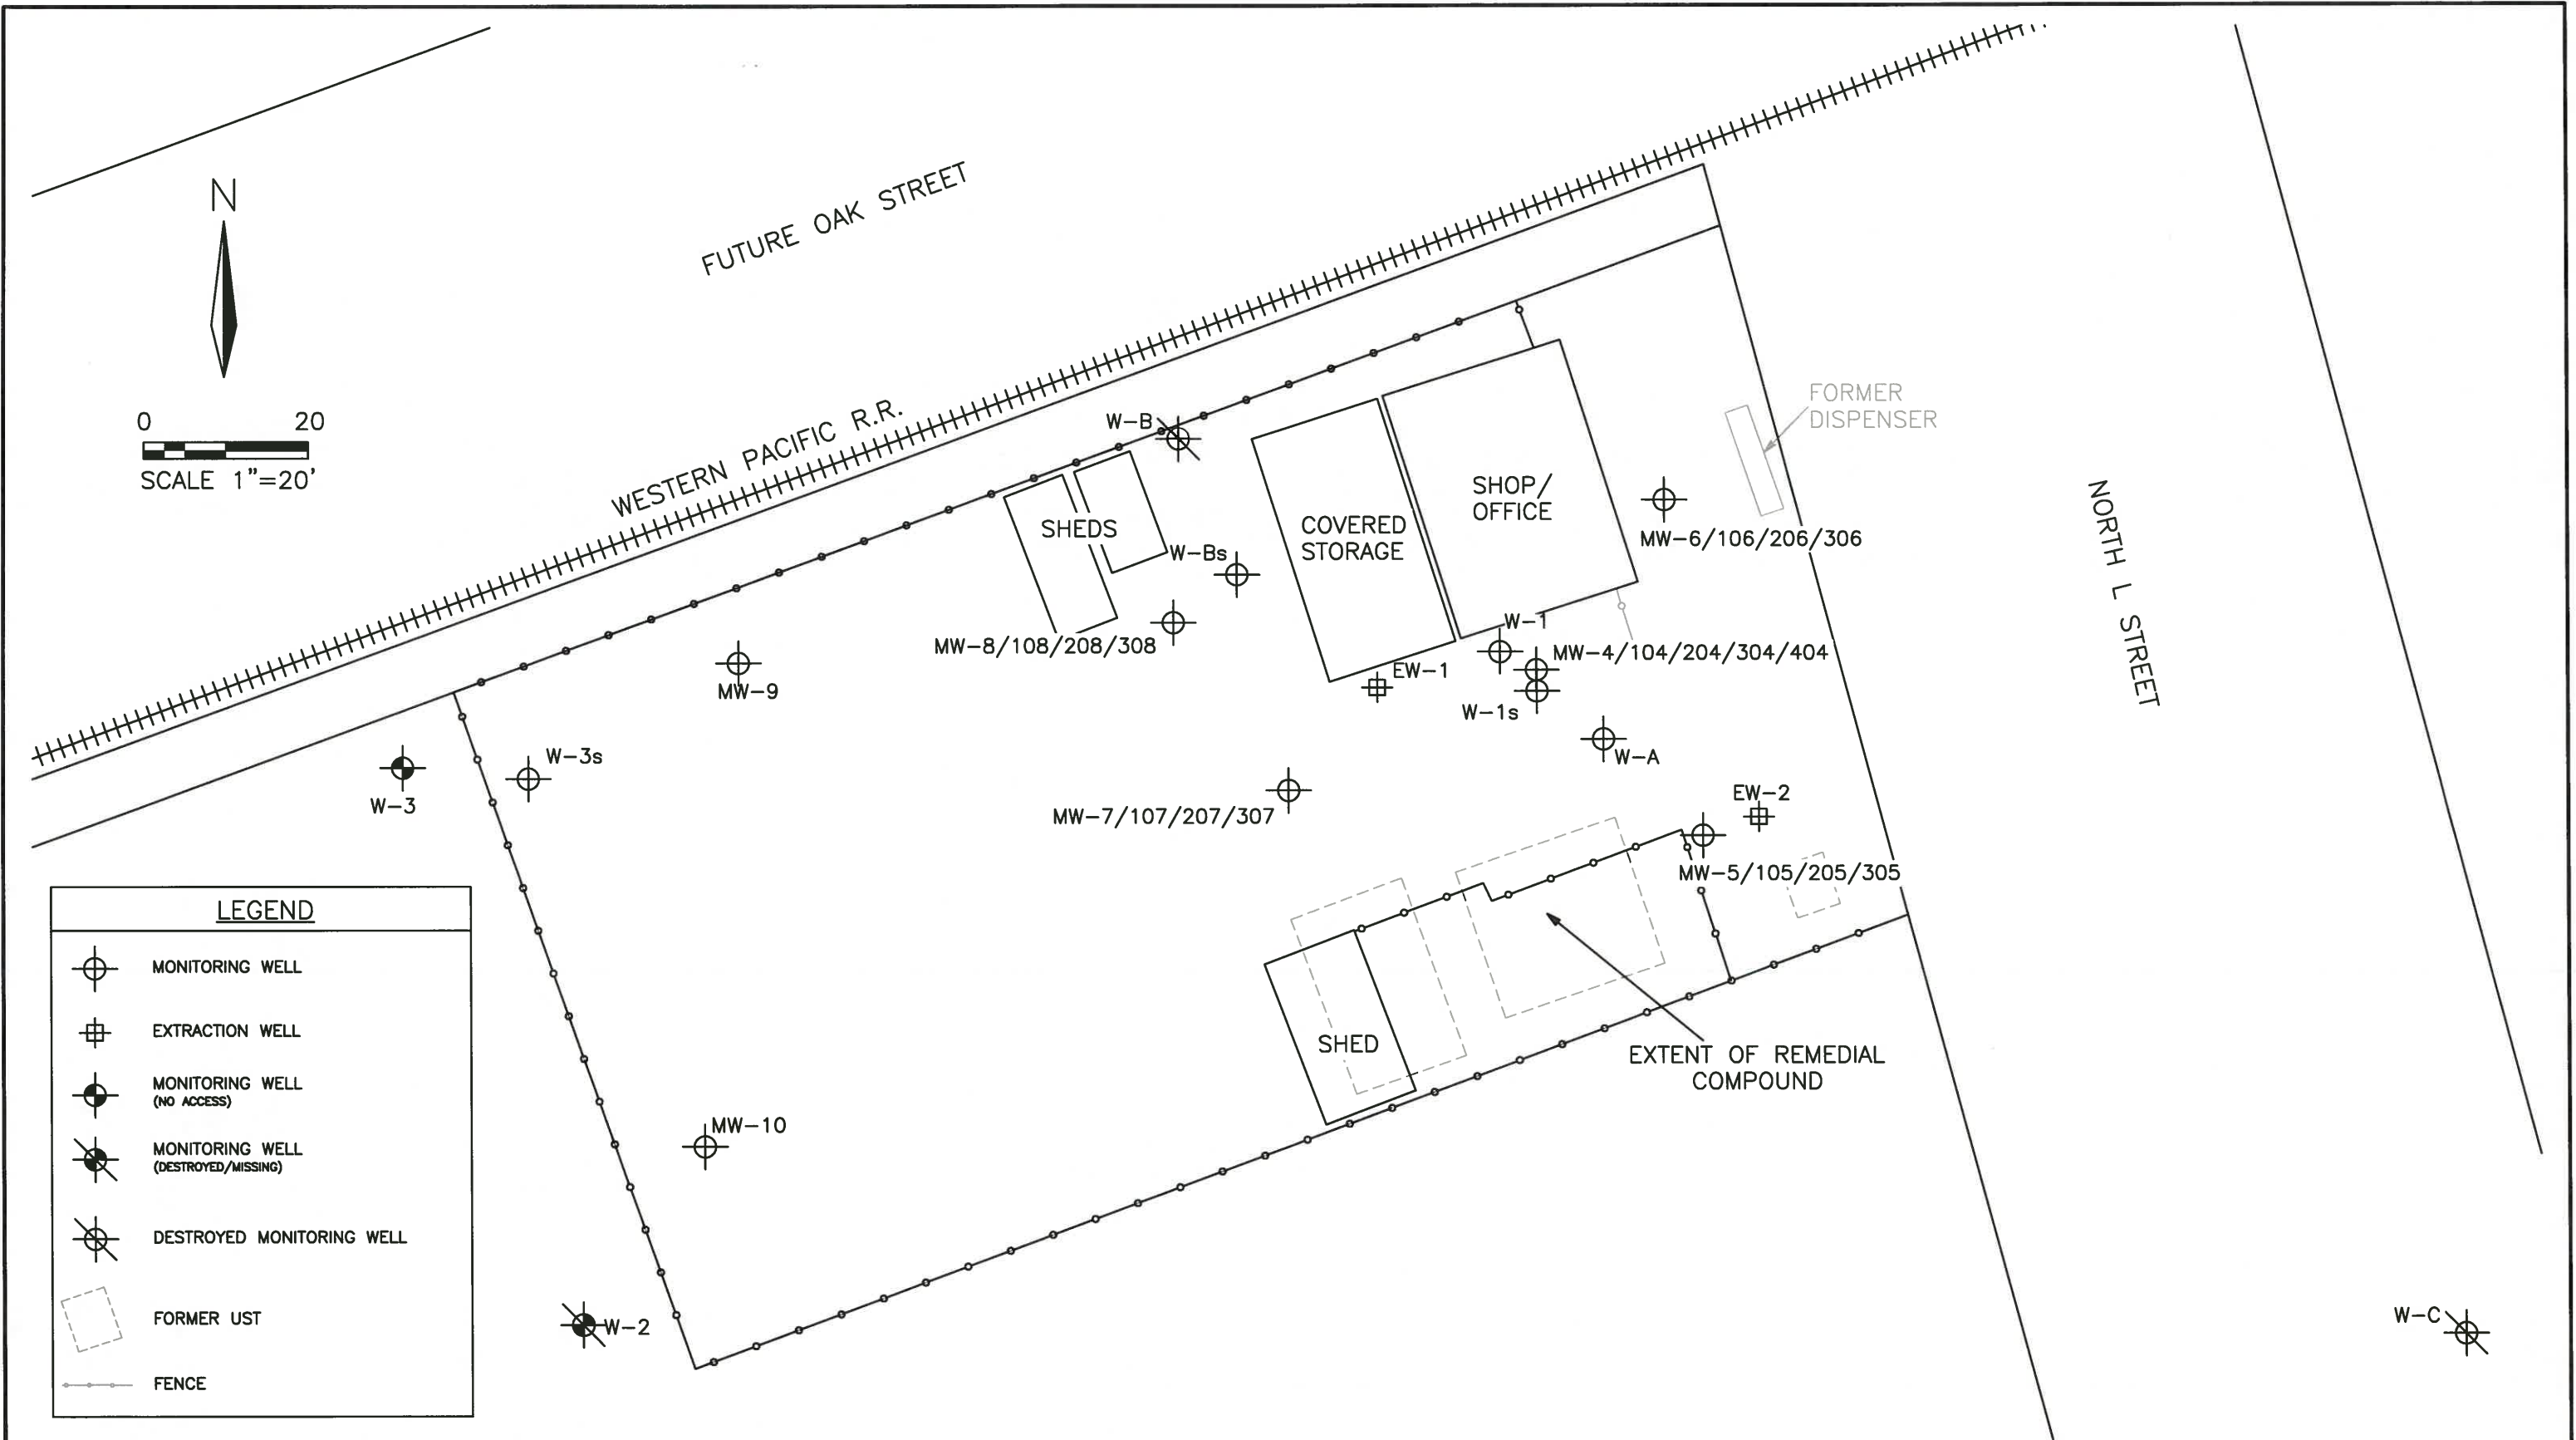 N
0 20
SCALE 1"=20'
FUTURE OAK STREET
WESTERN PACIFIC R.R.
FORMER
DISPENSER
NORTH L STREET
W-B
SHEDS
W-Bs
COVERED
STORAGE
SHOP/
OFFICE
MW-6/106/206/306
MW-8/108/208/308
MW-9
W-1
MW-4/104/204/304/404
EW-1
W-1s
W-A
W-3s
W-3
MW-7/107/207/307
EW-2
MW-5/105/205/305
SHED
EXTENT OF REMEDIAL
COMPOUND
MW-10
W-2
W-C
LEGEND
MONITORING WELL
EXTRACTION WELL
MONITORING WELL
(NO ACCESS)
MONITORING WELL
(DESTROYED/MISSING)
DESTROYED MONITORING WELL
FORMER UST
FENCE